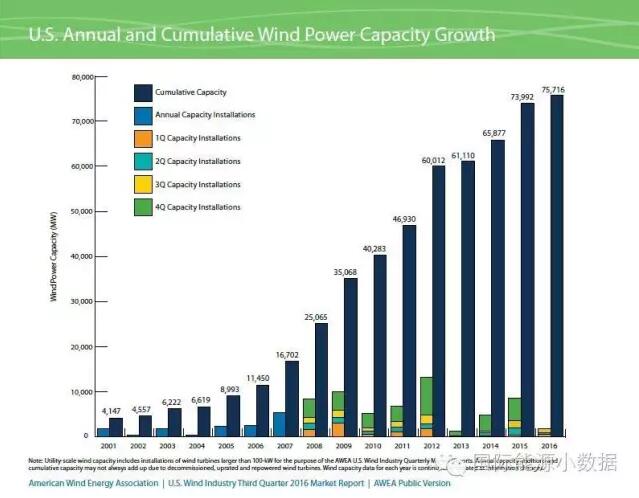 U.S. Annual and Cumulative Wind Power Capacity Growth
80,000
70,000
60,000
50,000
40,000
30,000
20,000
10,000
0
Wind Power Capacity (MW)
Cumulative Capacity
Annual Capacity Installations
1Q Capacity Installations
2Q Capacity Installations
3Q Capacity Installations
4Q Capacity Installations
4,147
4,557
6,222
6,619
8,993
11,450
16,702
25,065
35,068
40,283
46,930
60,012
61,110
65,877
73,992
75,716
2001 2002 2003 2004 2005 2006 2007 2008 2009 2010 2011 2012 2013 2014 2015 2016
Note: Utility-scale wind capacity includes installations of wind turbines larger than 100-kW for the purpose of the AWEA U.S. Wind Industry Quarterly Annual capacity additions and
cumulative capacity may not always add up due to decommissioned, uprated and repowered wind turbines. Wind capacity data for each year is
国际能源小数据
American Wind Energy Association | U.S. Wind Industry Third Quarter 2016 Market Report | AWEA Public Version